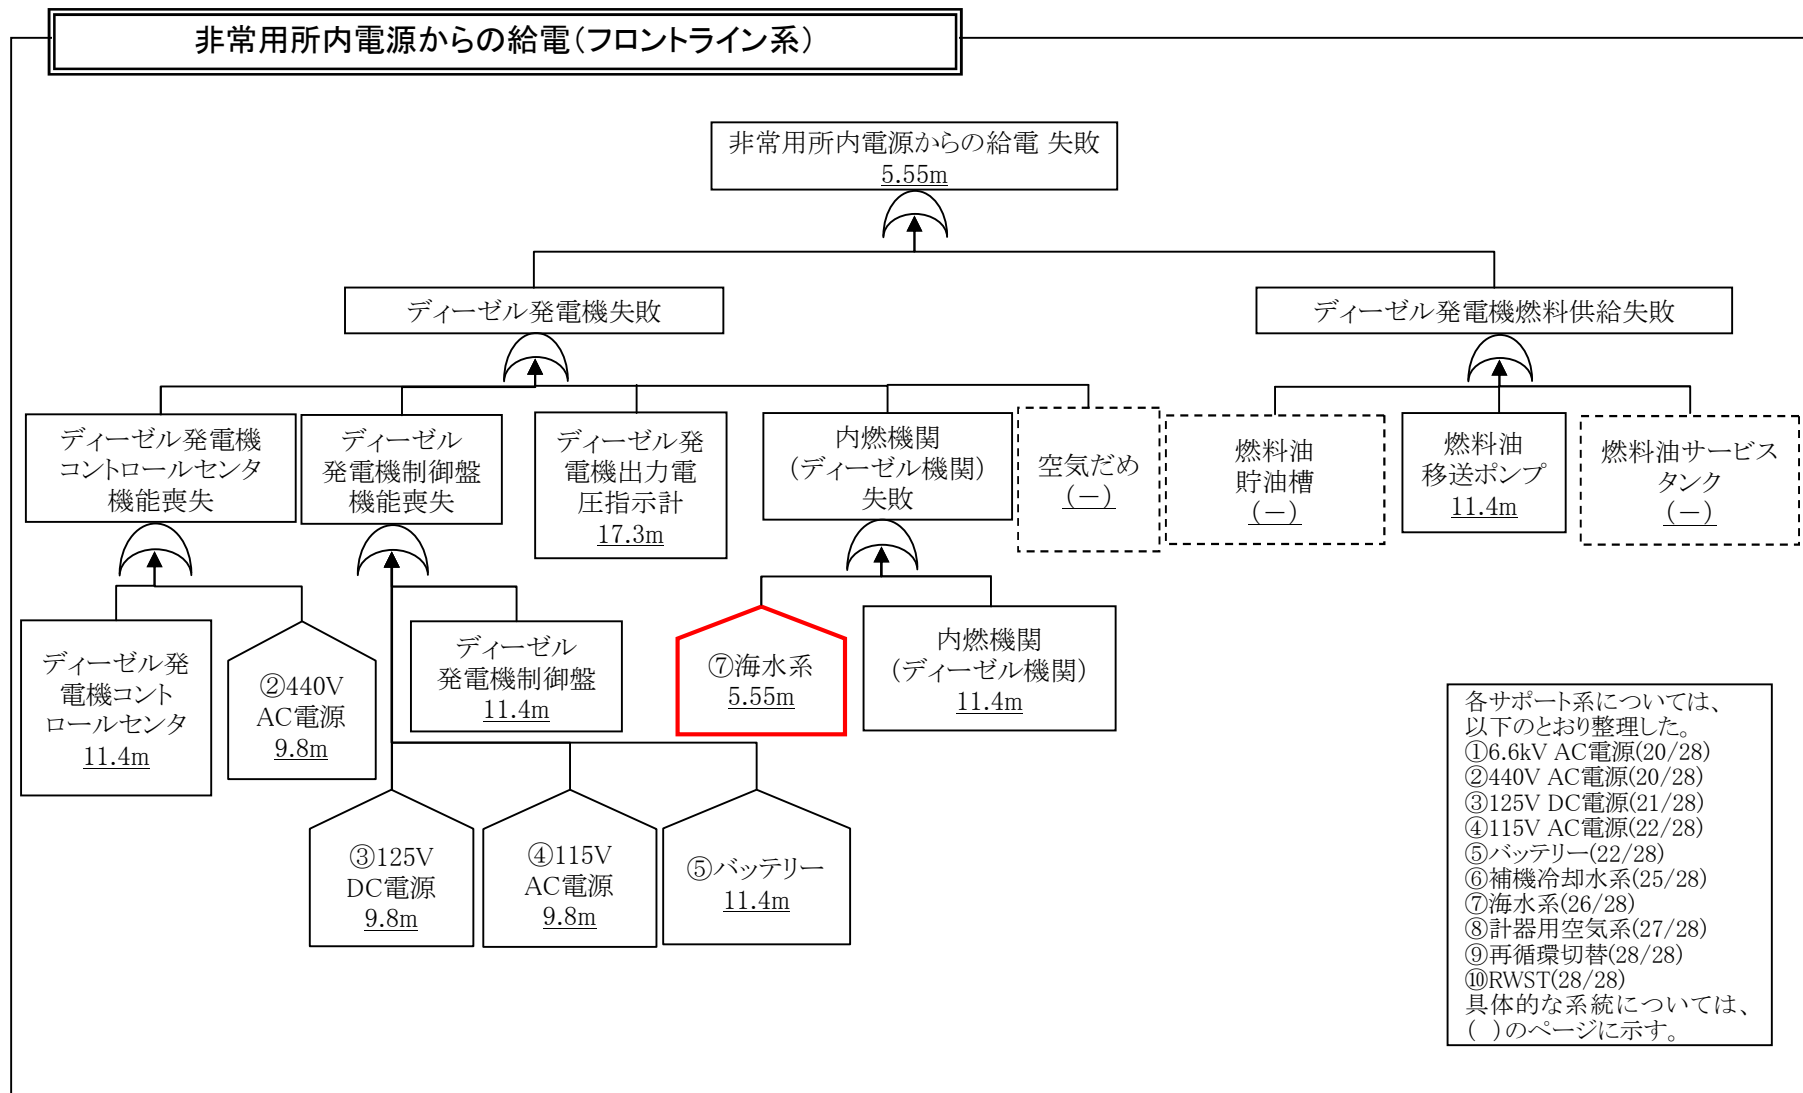 非常用所内電源からの給電(フロントライン系)
非常用所内電源からの給電 失敗
5.55m
ディーゼル発電機失敗
ディーゼル発電機燃料供給失敗
ディーゼル発電機
コントロールセンタ
機能喪失
ディーゼル
発電機制御盤
機能喪失
ディーゼル発
電機出力電
圧指示計
17.3m
内燃機関
(ディーゼル機関)
失敗
空気だめ
(-)
燃料油
貯油槽
(-)
燃料油
移送ポンプ
11.4m
燃料油サービス
タンク
(-)
ディーゼル発
電機コント
ロールセンタ
11.4m
②440V
AC電源
9.8m
ディーゼル
発電機制御盤
11.4m
⑦海水系
5.55m
内燃機関
(ディーゼル機関)
11.4m
③125V
DC電源
9.8m
④115V
AC電源
9.8m
⑤バッテリー
11.4m
各サポート系については、
以下のとおり整理した。
①6.6kV AC電源(20/28)
②440V AC電源(20/28)
③125V DC電源(21/28)
④115V AC電源(22/28)
⑤バッテリー(22/28)
⑥補機冷却水系(25/28)
⑦海水系(26/28)
⑧計器用空気系(27/28)
⑨再循環切替(28/28)
⑩RWST(28/28)
具体的な系統については、
( )のページに示す。